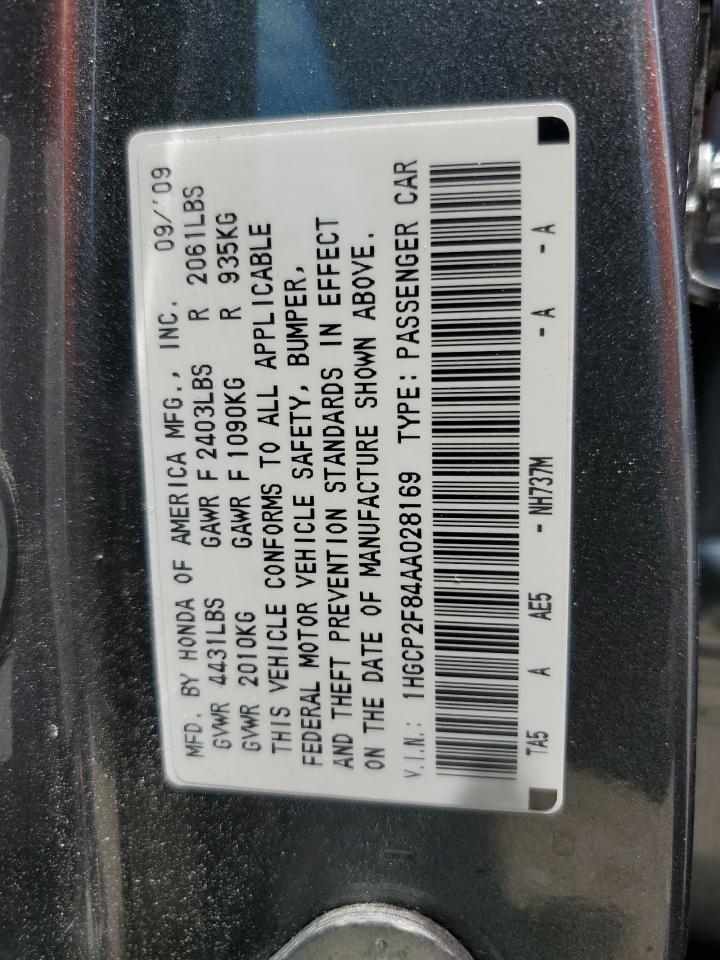 MFD. BY HONDA OF AMERICA MFG., INC. 09/'09
GVWR 4431LBS GAWR F 2403LBS R 2061LBS
GVWR 2010KG GAWR F 1090KG R 935KG
THIS VEHICLE CONFORMS TO ALL APPLICABLE
FEDERAL MOTOR VEHICLE SAFETY, BUMPER,
AND THEFT PREVENTION STANDARDS IN EFFECT
ON THE DATE OF MANUFACTURE SHOWN ABOVE.
V.I.N.: 1HGCP2F84AA028169 TYPE: PASSENGER CAR
TA5 A AE5 - NH737M - A - A